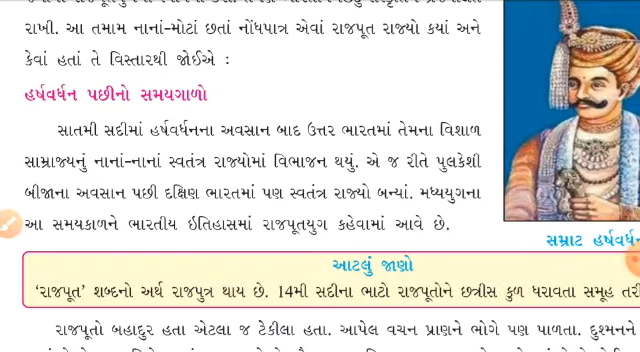 રાખી. આ તમામ નાનાં-મોટાં છતાં નોંધપાત્ર એવાં રાજપૂત રાજ્યો કયાં અને
કેવાં હતાં તે વિસ્તારથી જોઈએ :
હર્ષવર્ધન પછીનો સમયગાળો
સાતમી સદીમાં હર્ષવર્ધનના અવસાન બાદ ઉત્તર ભારતમાં તેમના વિશાળ
સામ્રાજ્યનું નાનાં-નાનાં સ્વતંત્ર રાજ્યોમાં વિભાજન થયું. એ જ રીતે પુલકેશી
બીજાના અવસાન પછી દક્ષિણ ભારતમાં પણ સ્વતંત્ર રાજ્યો બન્યાં. મધ્યયુગના
આ સમયકાળને ભારતીય ઇતિહાસમાં રાજપૂતયુગ કહેવામાં આવે છે.
સમ્રાટ હર્ષવર્ધન
આટલું જાણો
‘રાજપૂત’ શબ્દનો અર્થ રાજપુત્ર થાય છે. 14મી સદીના ભાટો રાજપૂતોને છત્રીસ કુળ ધરાવતા સમૂહ
રાજપૂતો બહાદુર હતા એટલા જ ટેકીલા હતા. આપેલ વચન પ્રાણને ભોગે પણ પાળતા. દુશ્મનને